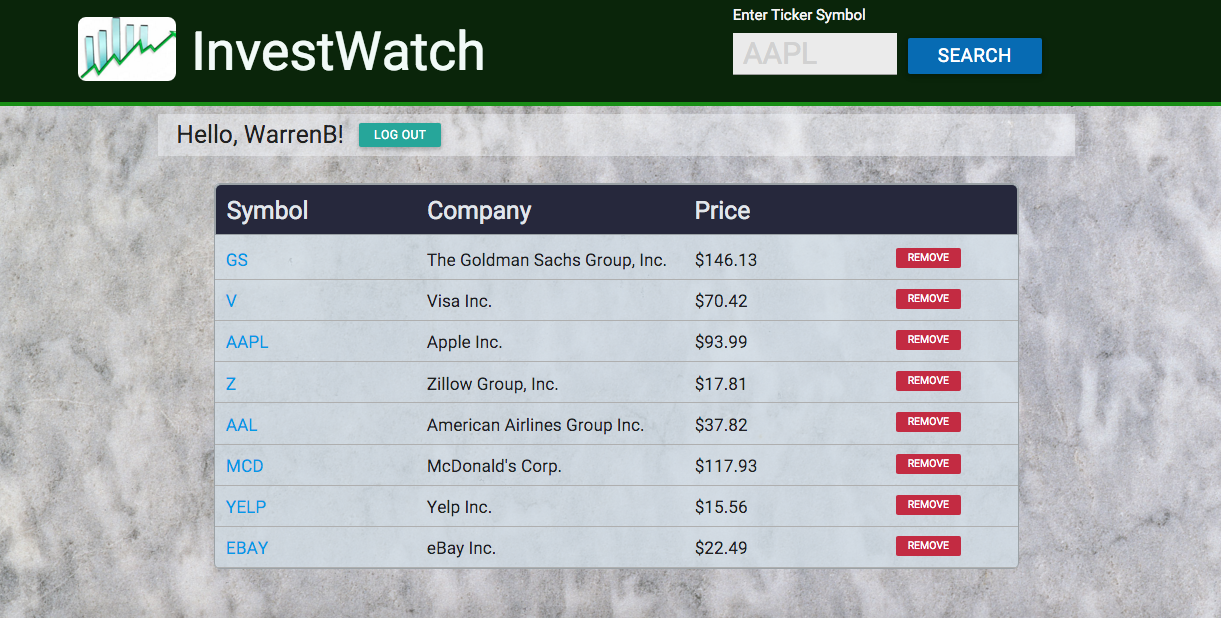 InvestWatch
Enter Ticker Symbol
AAPL
SEARCH
Hello, WarrenB! LOG OUT
Symbol Company Price
GS The Goldman Sachs Group, Inc. $146.13 REMOVE
V Visa Inc. $70.42 REMOVE
AAPL Apple Inc. $93.99 REMOVE
Z Zillow Group, Inc. $17.81 REMOVE
AAL American Airlines Group Inc. $37.82 REMOVE
MCD McDonald's Corp. $117.93 REMOVE
YELP Yelp Inc. $15.56 REMOVE
EBAY eBay Inc. $22.49 REMOVE